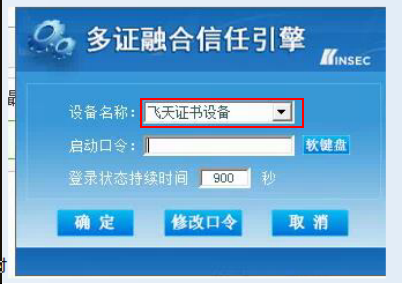 多证融合信任引擎
INSEC
设备名称： 飞天证书设备
启动口令： 软键盘
登录状态持续时间 900 秒
确 定 修改口令 取 消